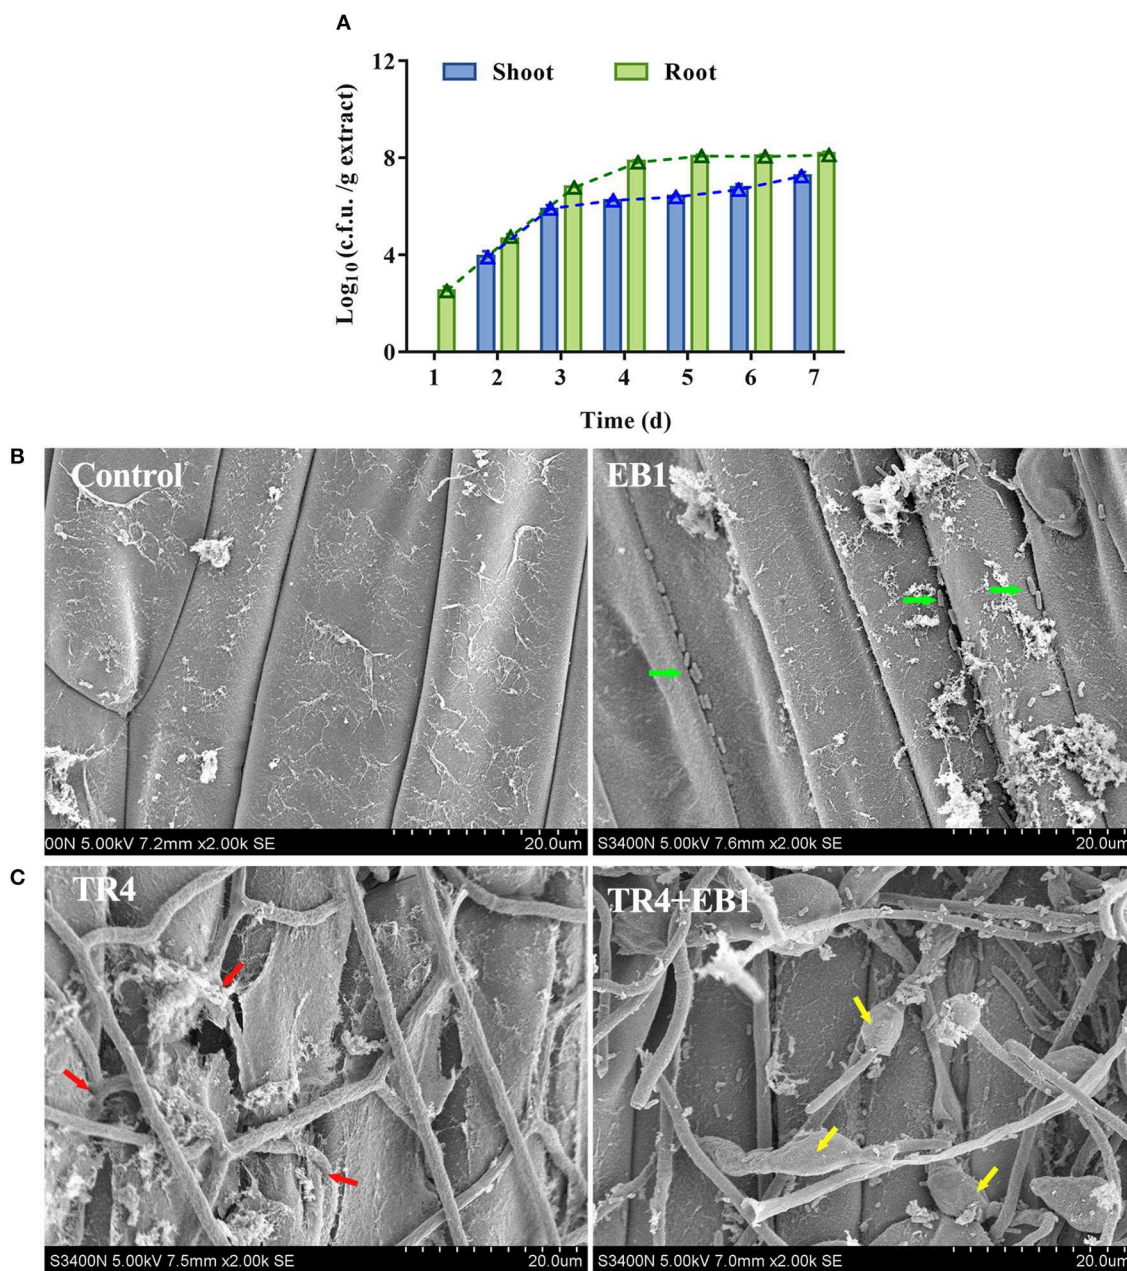 A
Shoot Root
12
8
4
0
Log10 (c.f.u. /g extract)
1 2 3 4 5 6 7
Time (d)
B
Control
00N 5.00kV 7.2mm x2.00k SE 20.0um
EB1
S3400N 5.00kV 7.6mm x2.00k SE 20.0um
C
TR4
S3400N 5.00kV 7.5mm x2.00k SE 20.0um
TR4+EB1
S3400N 5.00kV 7.0mm x2.00k SE 20.0um